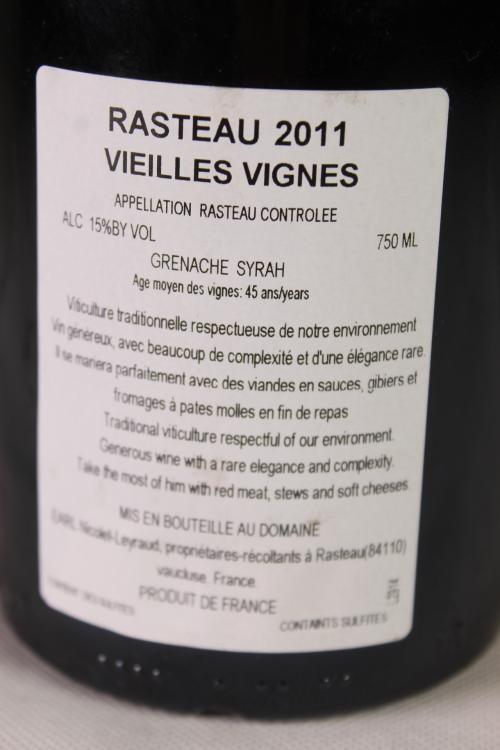 RASTEAU 2011
VIEILLES VIGNES
APPELLATION RASTEAU CONTROLEE
ALC 15%BY VOL
750 ML
GRENACHE SYRAH
Age moyen des vignes: 45 ans/years
Viticulture traditionnelle respectueuse de notre environnement
Vin généreux, avec beaucoup de complexité et d'une élégance rare.
Il se mariera parfaitement avec des viandes en sauces, gibiers et
fromages à pates molles en fin de repas
Traditional viticulture respectful of our environment.
Generous wine with a rare elegance and complexity.
Take the most of him with red meat, stews and soft cheeses.
MIS EN BOUTEILLE AU DOMAINE
EARL Nicolet-Leyraud, propriétaires-récoltants à Rasteau(84110)
vaucluse. France.
PRODUIT DE FRANCE
DES SULFITES
CONTAINTS SULFITES